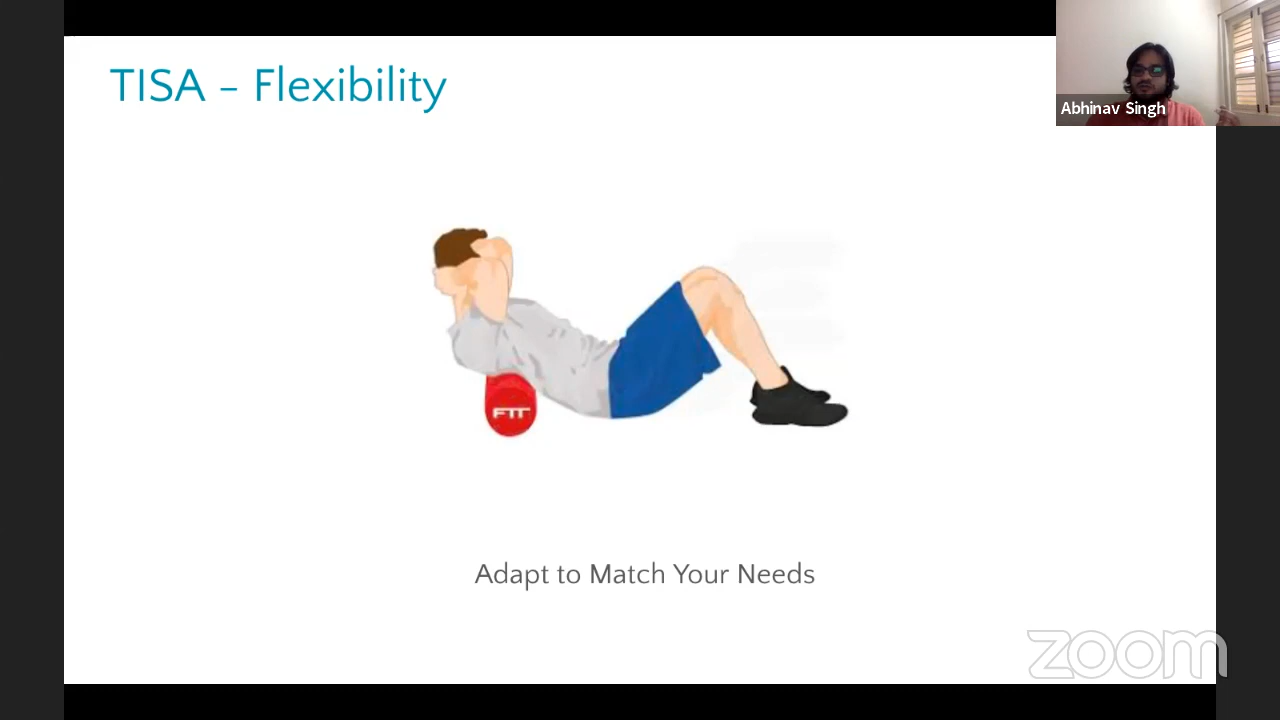 TISA – Flexibility
Abhinav Singh
FIT
Adapt to Match Your Needs
zoom